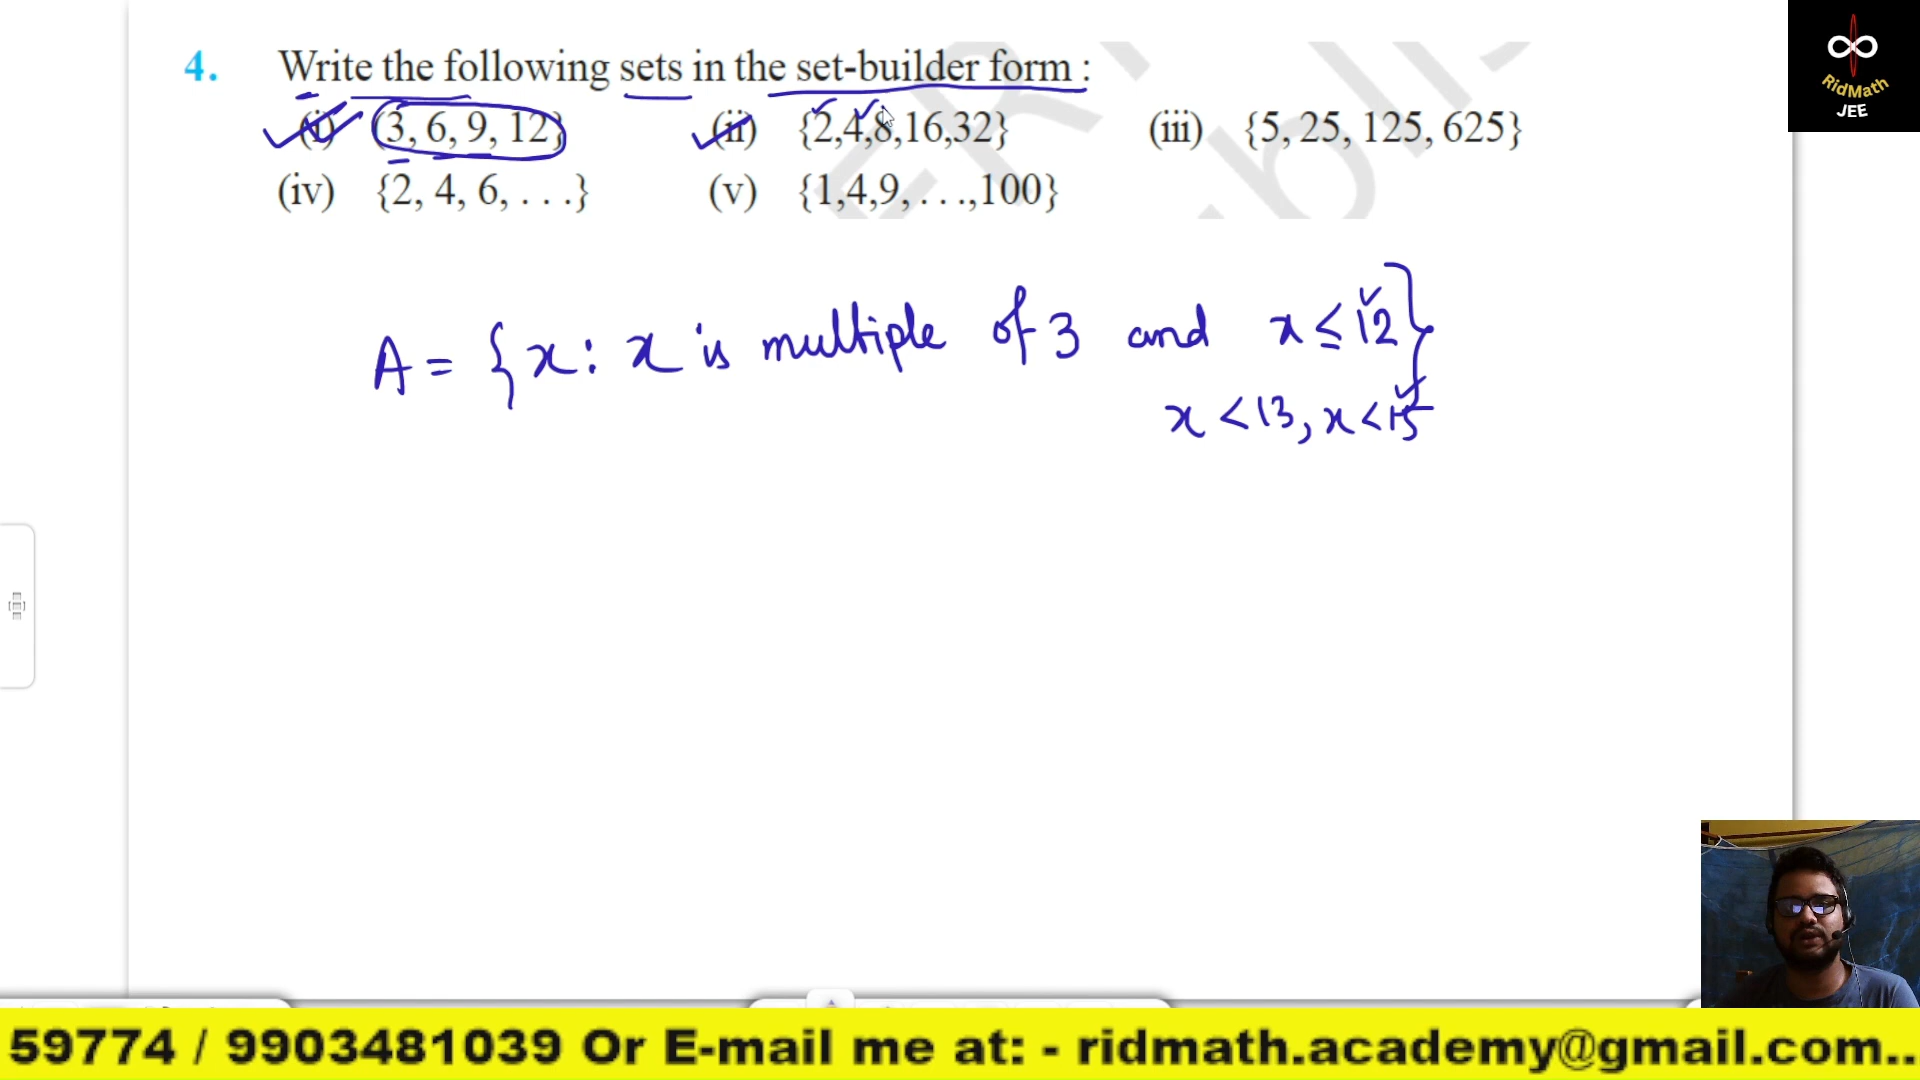 4. Write the following sets in the set-builder form :
(i) {3, 6, 9, 12} (ii) {2,4,8,16,32} (iii) {5, 25, 125, 625}
(iv) {2, 4, 6, . . .} (v) {1,4,9, . . .,100}
A = {x : x is multiple of 3 and x ≤ 12}
x < 13, x < 15
RidMath
JEE
59774 / 9903481039 Or E-mail me at: - ridmath.academy@gmail.com..